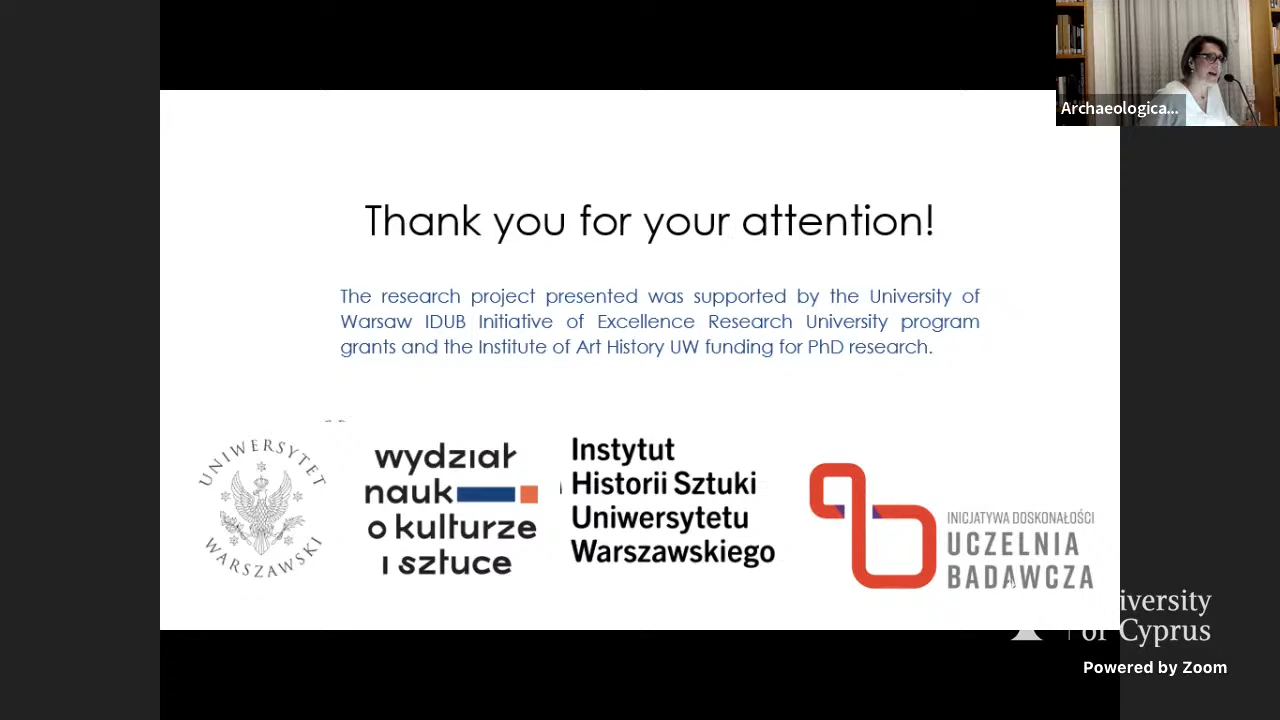 Archaeologica...
Thank you for your attention!
The research project presented was supported by the University of
Warsaw IDUB Initiative of Excellence Research University program
grants and the Institute of Art History UW funding for PhD research.
UNIWERSYTET
WARSZAWSKI
wydział
nauk
o kulturze
i sztuce
Instytut
Historii Sztuki
Uniwersytetu
Warszawskiego
INICJATYWA DOSKONAŁOŚCI
UCZELNIA
BADAWCZA
iversity
of Cyprus
Powered by Zoom